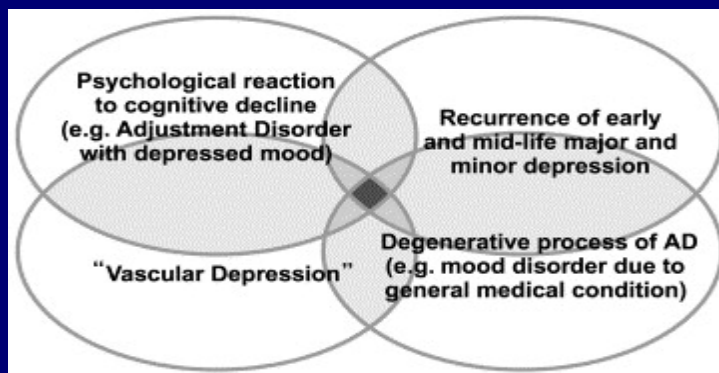 Psychological reaction
to cognitive decline
(e.g. Adjustment Disorder
with depressed mood)
Recurrence of early
and mid-life major and
minor depression
“Vascular Depression”
Degenerative process of AD
(e.g. mood disorder due to
general medical condition)